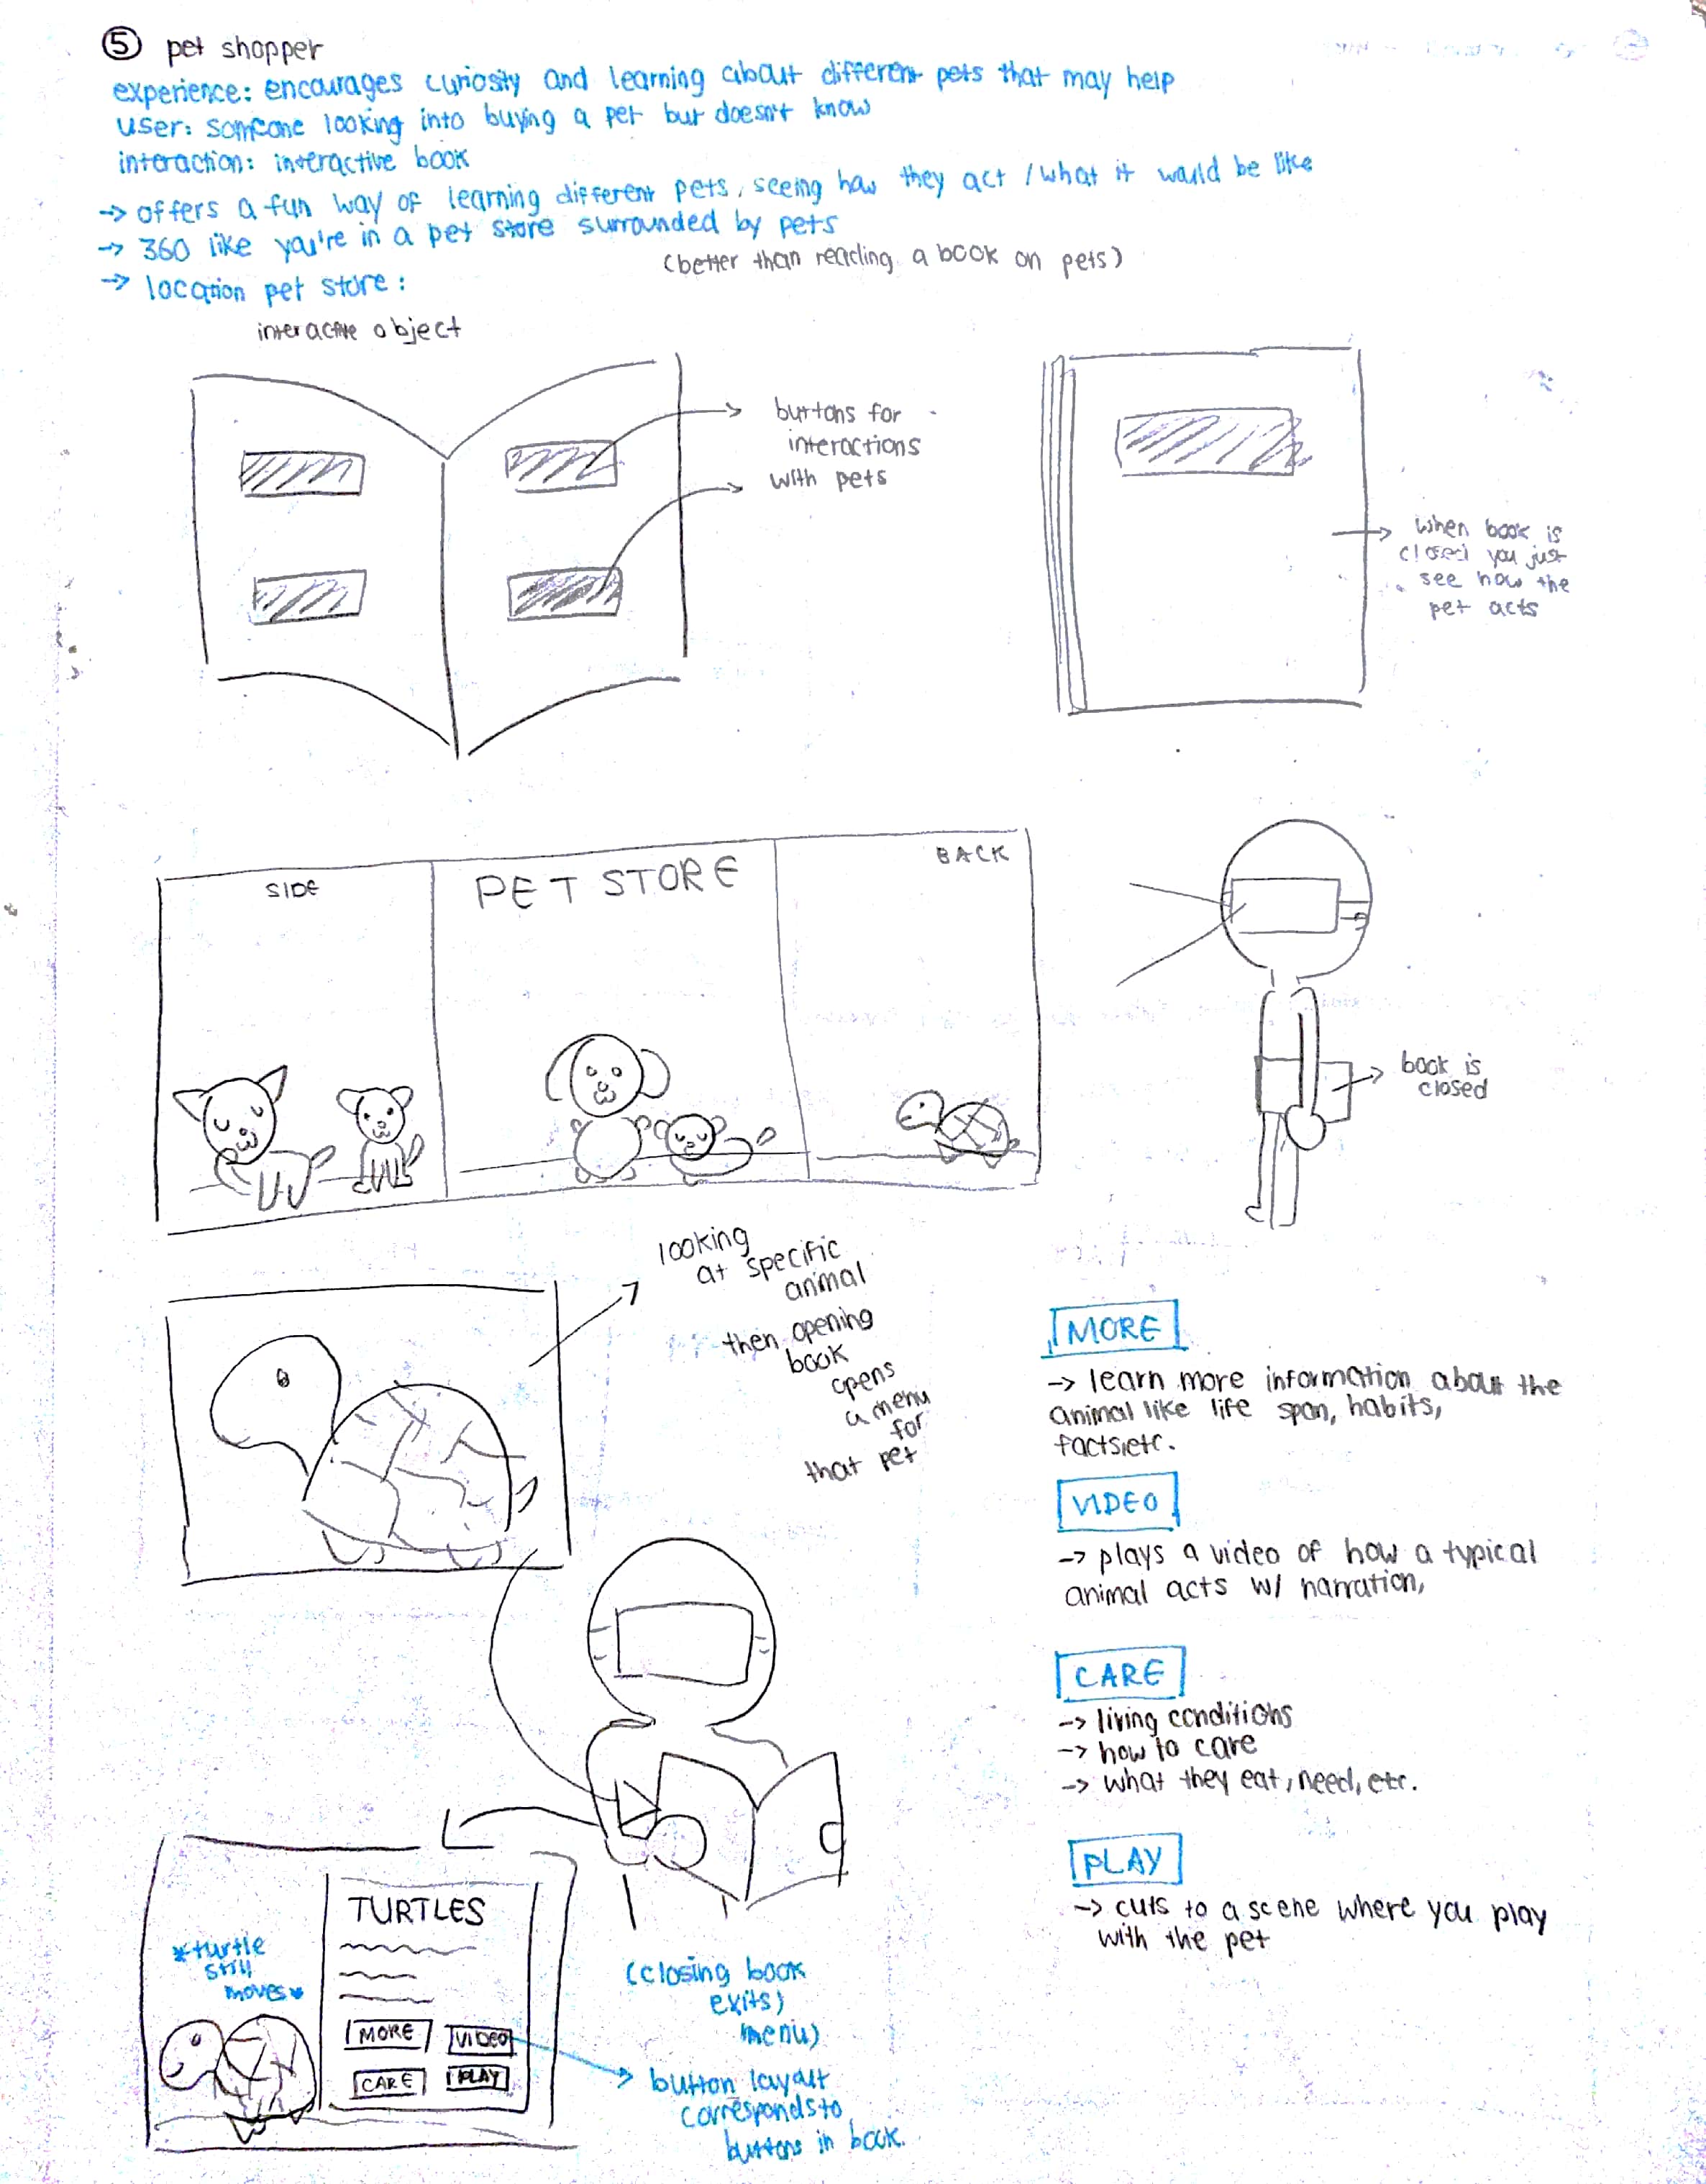 ⑤ pet shopper
experience: encourages curiosity and learning about different pets that may help
user: someone looking into buying a pet but doesn't know
interaction: interactive book
-> offers a fun way of learning different pets, seeing how they act / what it would be like
-> 360 like you're in a pet store surrounded by pets
(better than reading a book on pets)
-> location pet store:
interactive object
buttons for
interactions
with pets
when book is
closed you just
see how the
pet acts
SIDE
PET STORE
BACK
book is
closed
looking
at specific
animal
then opening
book
opens
a menu
for
that pet
MORE
-> learn more information about the
animal like life span, habits,
facts, etc.
VIDEO
-> plays a video of how a typical
animal acts w/ narration,
CARE
-> living conditions
-> how to care
-> what they eat, need, etc.
PLAY
-> cuts to a scene where you play
with the pet
*turtle
still
moves*
TURTLES
MORE VIDEO
CARE PLAY
(closing book
exits)
menu)
button layout
corresponds to
buttons in book.